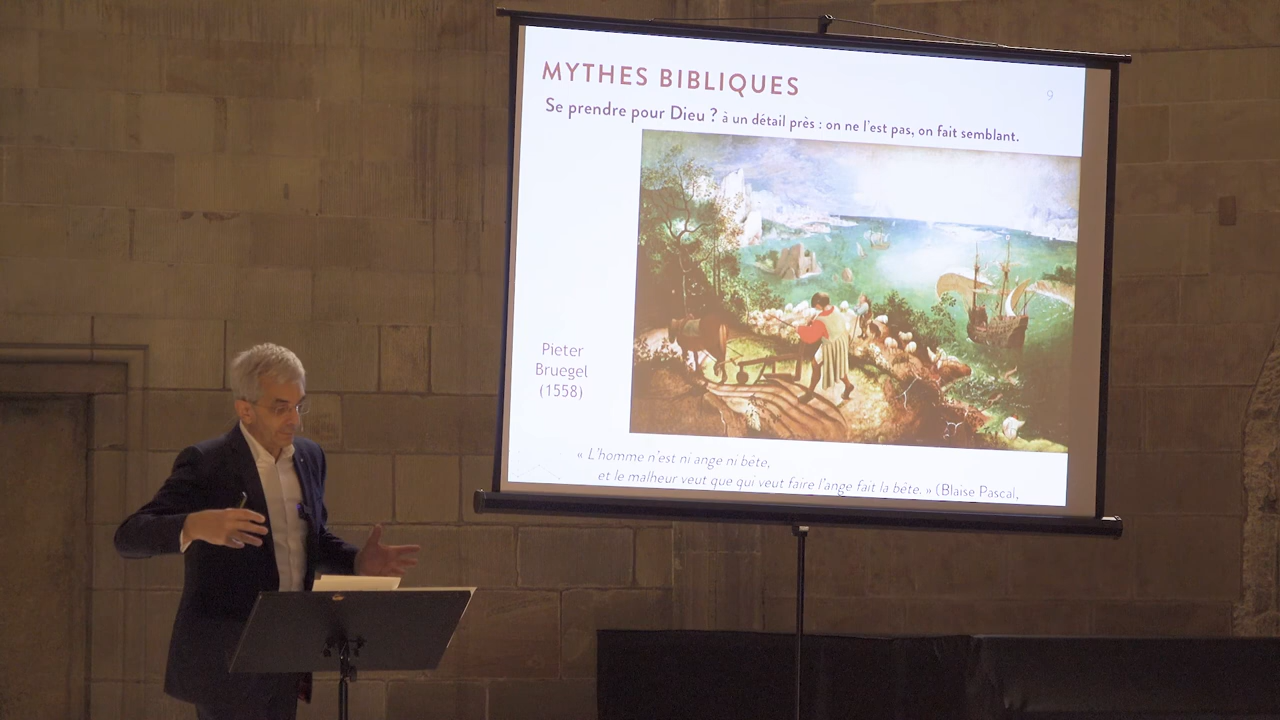 MYTHES BIBLIQUES
9
Se prendre pour Dieu ? à un détail près : on ne l'est pas, on fait semblant.
Pieter
Bruegel
(1558)
« L'homme n'est ni ange ni bête,
et le malheur veut que qui veut faire l'ange fait la bête. » (Blaise Pascal,